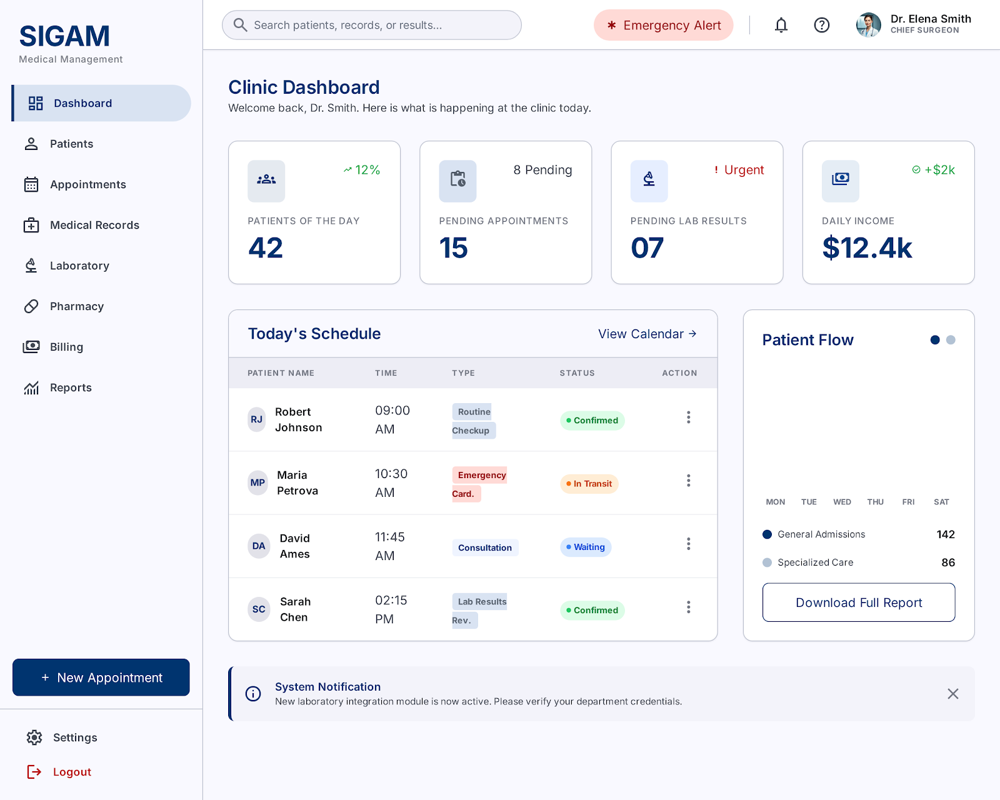 SIGAM
Medical Management
Dashboard
Patients
Appointments
Medical Records
Laboratory
Pharmacy
Billing
Reports
+ New Appointment
Settings
Logout
Search patients, records, or results...
* Emergency Alert
Dr. Elena Smith
CHIEF SURGEON
Clinic Dashboard
Welcome back, Dr. Smith. Here is what is happening at the clinic today.
12%
PATIENTS OF THE DAY
42
8 Pending
PENDING APPOINTMENTS
15
! Urgent
PENDING LAB RESULTS
07
+$2k
DAILY INCOME
$12.4k
Today's Schedule
View Calendar →
PATIENT NAME TIME TYPE STATUS ACTION
RJ
Robert
Johnson
09:00
AM
Routine
Checkup
Confirmed
MP
Maria
Petrova
10:30
AM
Emergency
Card.
In Transit
DA
David
Ames
11:45
AM
Consultation
Waiting
SC
Sarah
Chen
02:15
PM
Lab Results
Rev.
Confirmed
Patient Flow
MON TUE WED THU FRI SAT
General Admissions 142
Specialized Care 86
Download Full Report
System Notification
New laboratory integration module is now active. Please verify your department credentials.